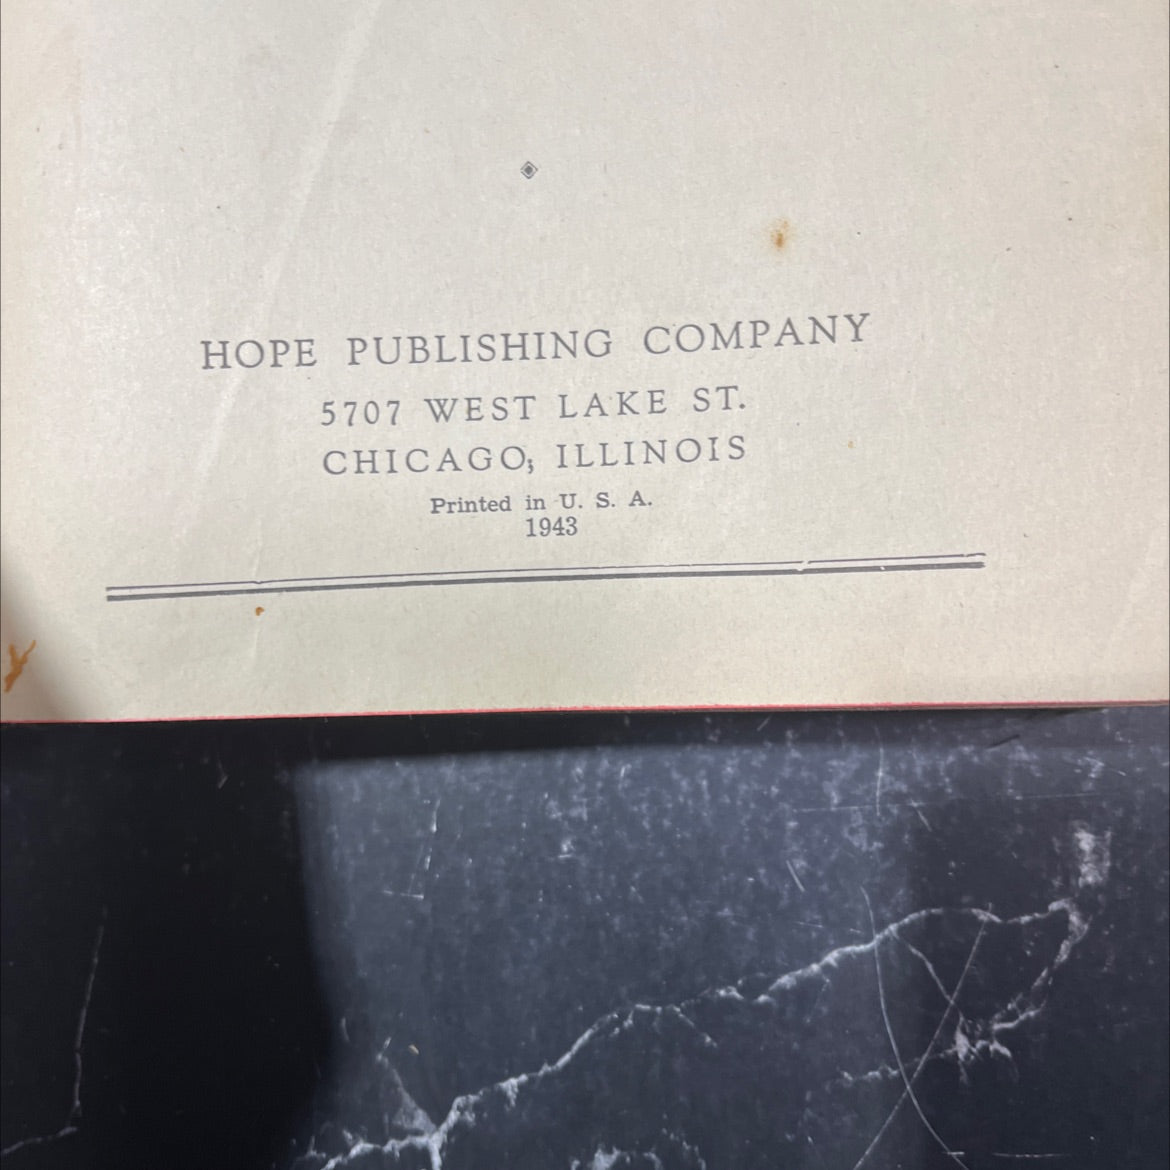 HOPE PUBLISHING COMPANY
5707 WEST LAKE ST.
CHICAGO, ILLINOIS
Printed in U. S. A.
1943